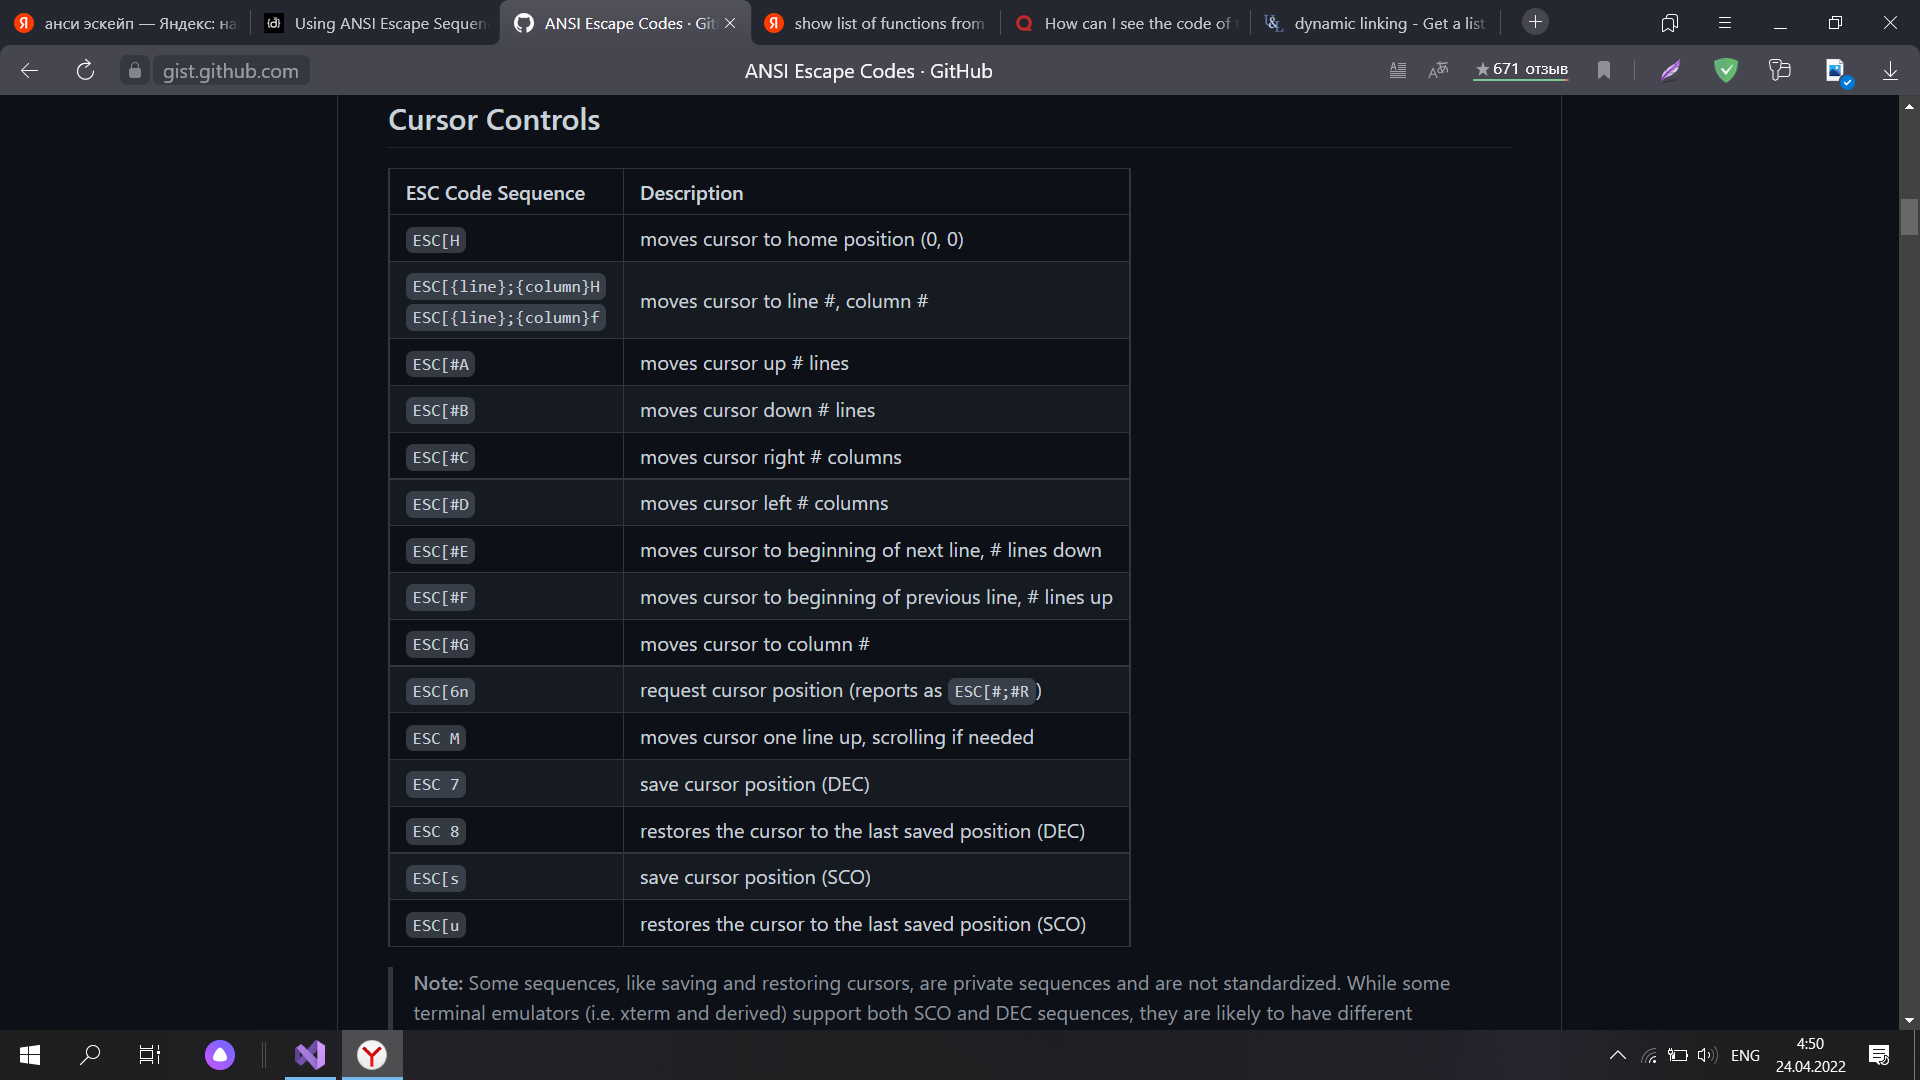 анси эскейп — Яндекс: на
Using ANSI Escape Sequen
ANSI Escape Codes · Git
show list of functions from
How can I see the code of t
dynamic linking - Get a list
gist.github.com
ANSI Escape Codes · GitHub
★671 отзыв
Cursor Controls
ESC Code Sequence Description
ESC[H moves cursor to home position (0, 0)
ESC[{line};{column}H
ESC[{line};{column}f
moves cursor to line #, column #
ESC[#A moves cursor up # lines
ESC[#B moves cursor down # lines
ESC[#C moves cursor right # columns
ESC[#D moves cursor left # columns
ESC[#E moves cursor to beginning of next line, # lines down
ESC[#F moves cursor to beginning of previous line, # lines up
ESC[#G moves cursor to column #
ESC[6n request cursor position (reports as ESC[#;#R)
ESC M moves cursor one line up, scrolling if needed
ESC 7 save cursor position (DEC)
ESC 8 restores the cursor to the last saved position (DEC)
ESC[s save cursor position (SCO)
ESC[u restores the cursor to the last saved position (SCO)
Note: Some sequences, like saving and restoring cursors, are private sequences and are not standardized. While some
terminal emulators (i.e. xterm and derived) support both SCO and DEC sequences, they are likely to have different
ENG
4:50
24.04.2022